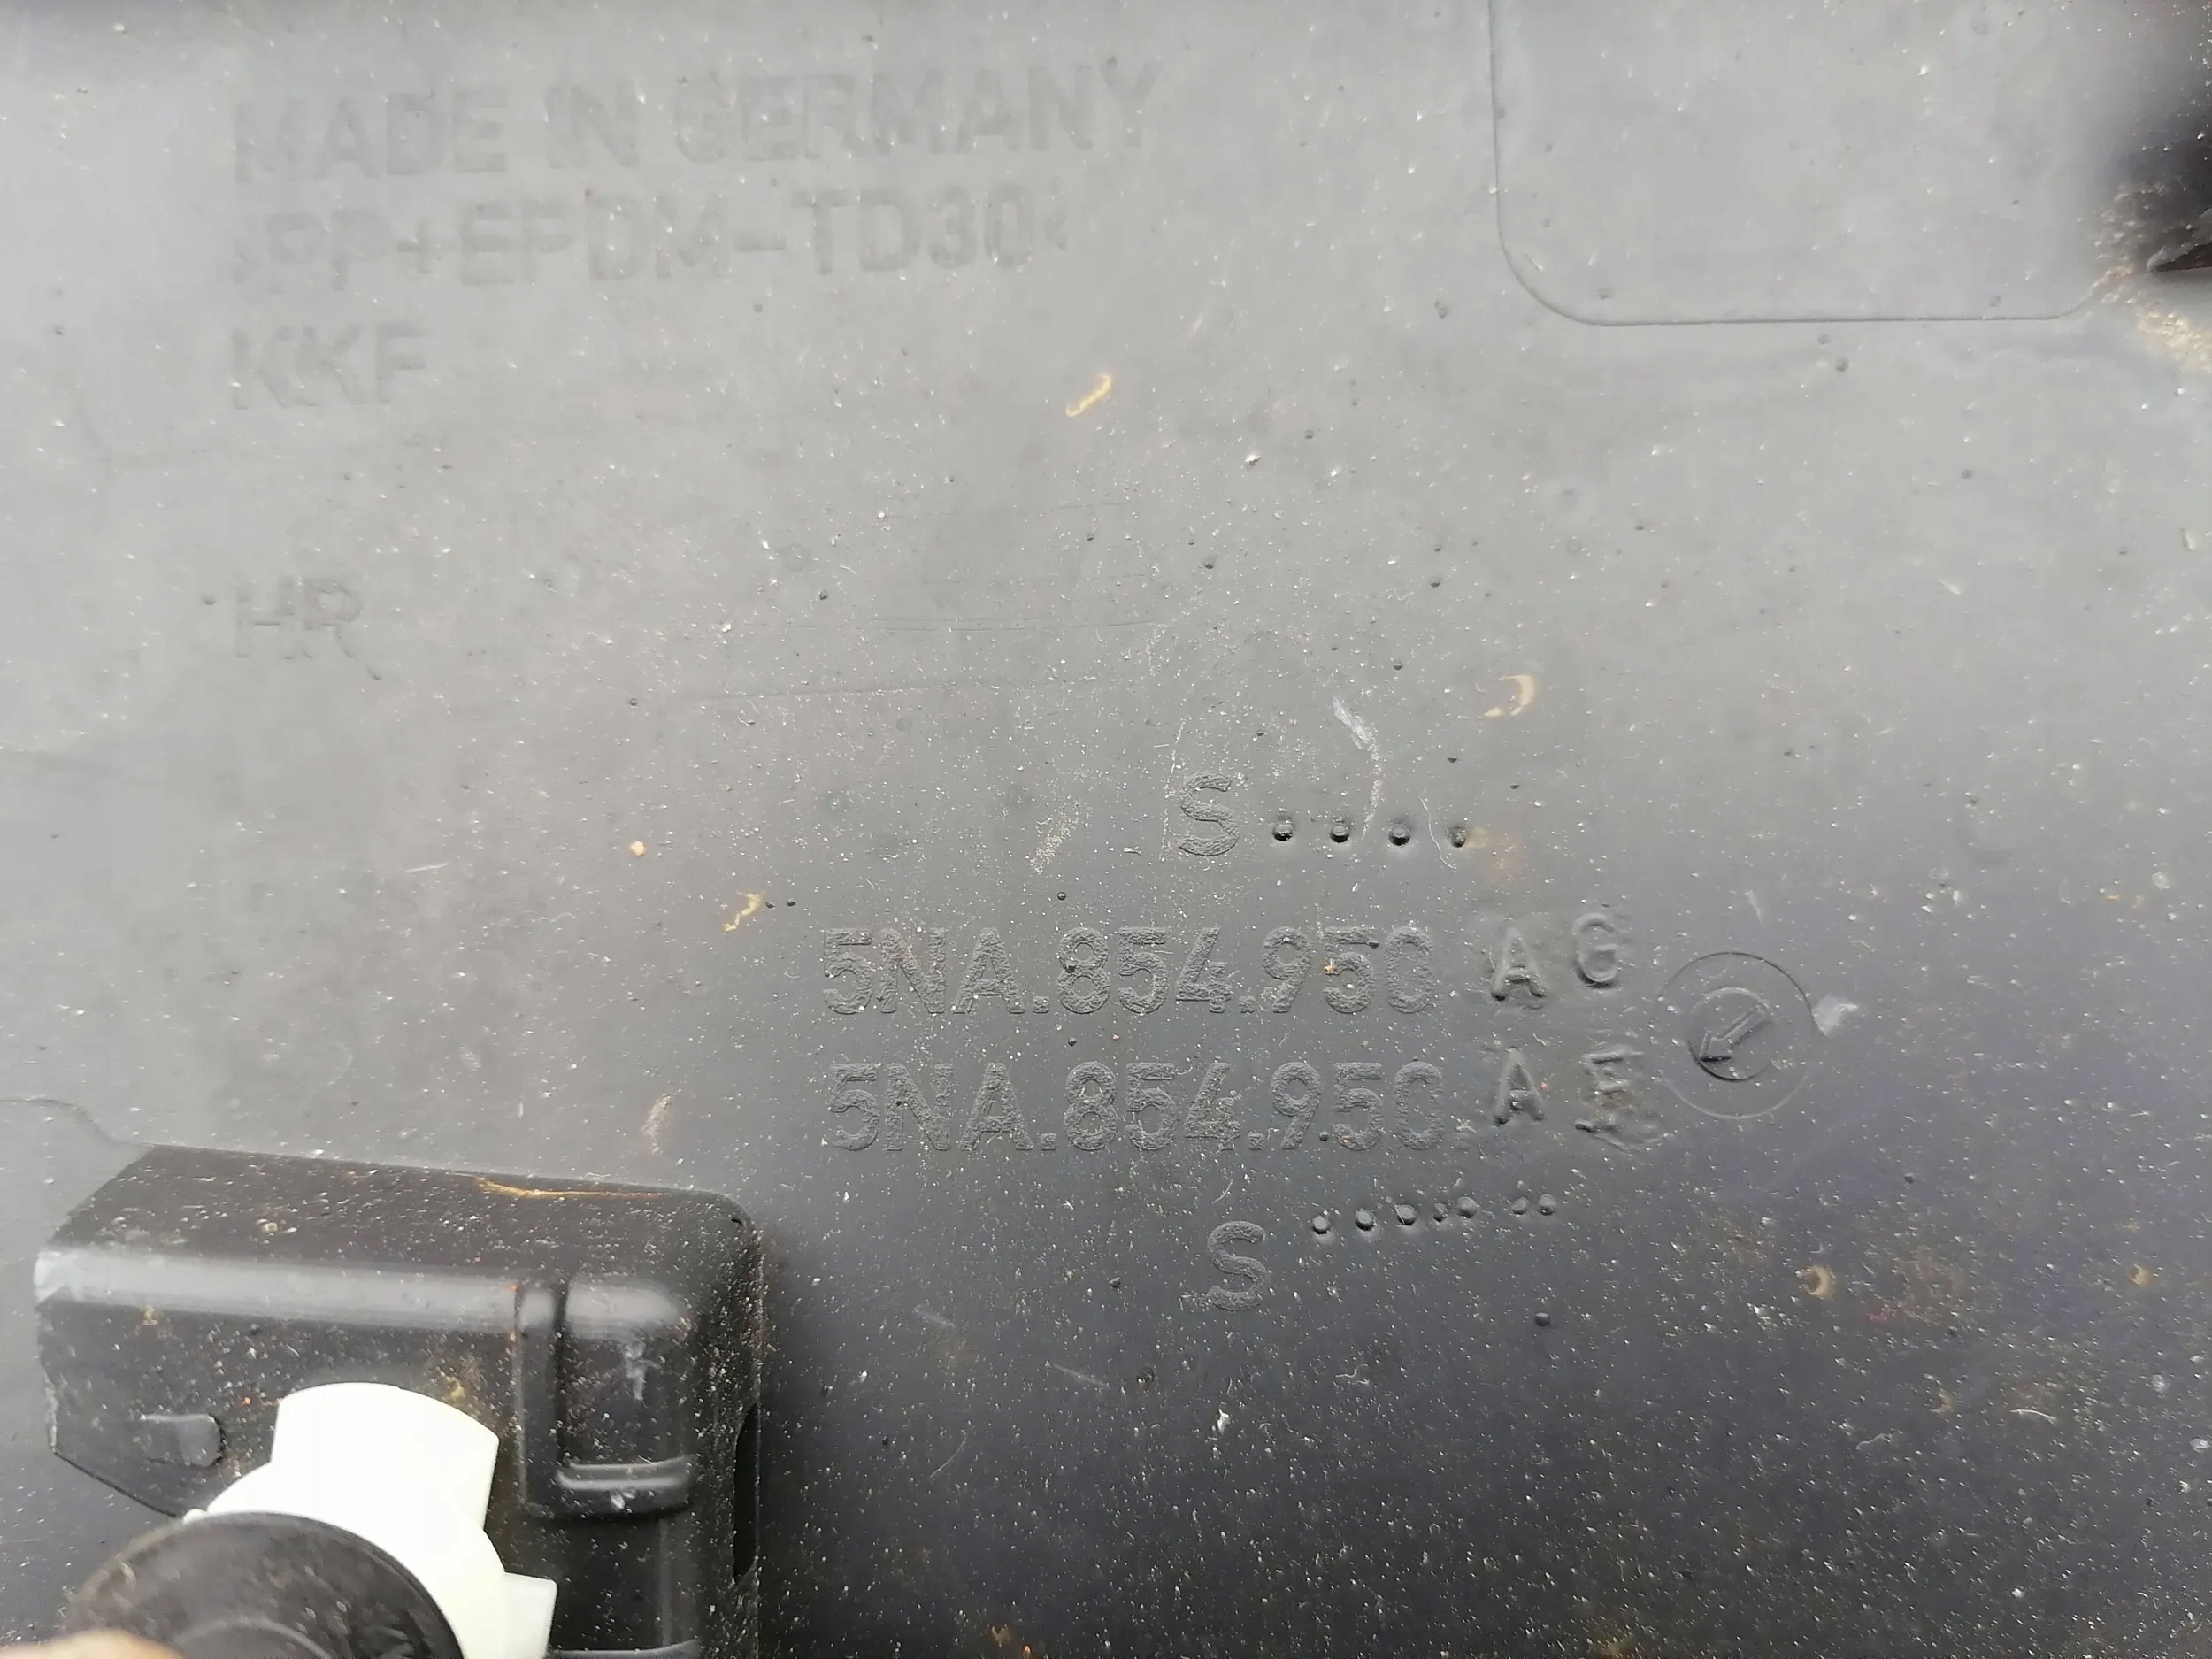 MADE IN GERMANY
>PP+EPDM-TD30<
KKF
HR
S
5NA.854.950 AG
5NA.854.950. A
S